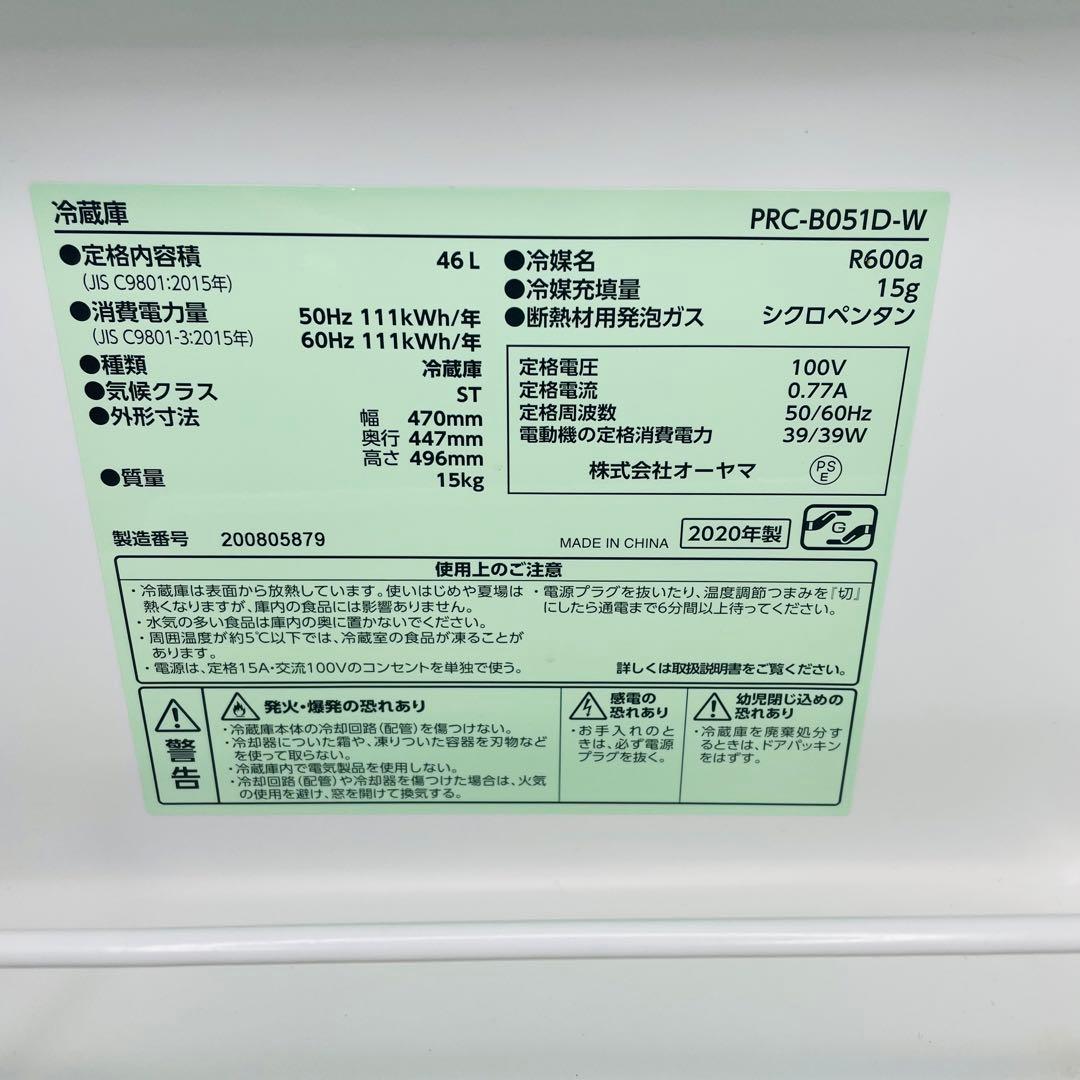 冷蔵庫
PRC-B051D-W
●定格内容積 46L
(JIS C9801:2015年)
●消費電力量 50Hz 111kWh/年
(JIS C9801-3:2015年) 60Hz 111kWh/年
●種類 冷蔵庫
●気候クラス ST
●外形寸法 幅 470mm
奥行 447mm
高さ 496mm
●質量 15kg
●冷媒名 R600a
●冷媒充填量 15g
●断熱材用発泡ガス シクロペンタン
定格電圧 100V
定格電流 0.77A
定格周波数 50/60Hz
電動機の定格消費電力 39/39W
株式会社オーヤマ PS E
製造番号 200805879
MADE IN CHINA 2020年製 G
使用上のご注意
・冷蔵庫は表面から放熱しています。使いはじめや夏場は
熱くなりますが、庫内の食品には影響ありません。
・水気の多い食品は庫内の奥に置かないでください。
・周囲温度が約5℃以下では、冷蔵室の食品が凍ることが
あります。
・電源は、定格15A・交流100Vのコンセントを単独で使う。
・電源プラグを抜いたり、温度調節つまみを『切』
にしたら通電まで6分間以上待ってください。
詳しくは取扱説明書をご覧ください。
警告
発火・爆発の恐れあり
・冷蔵庫本体の冷却回路(配管)を傷つけない。
・冷却器についた霜や、凍りついた容器を刃物など
を使って取らない。
・冷蔵庫内で電気製品を使用しない。
・冷却回路(配管)や冷却器を傷つけた場合は、火気
の使用を避け、窓を開けて換気する。
感電の
恐れあり
・お手入れのと
きは、必ず電源
プラグを抜く。
幼児閉じ込めの
恐れあり
・冷蔵庫を廃棄処分す
るときは、ドアパッキン
をはずす。